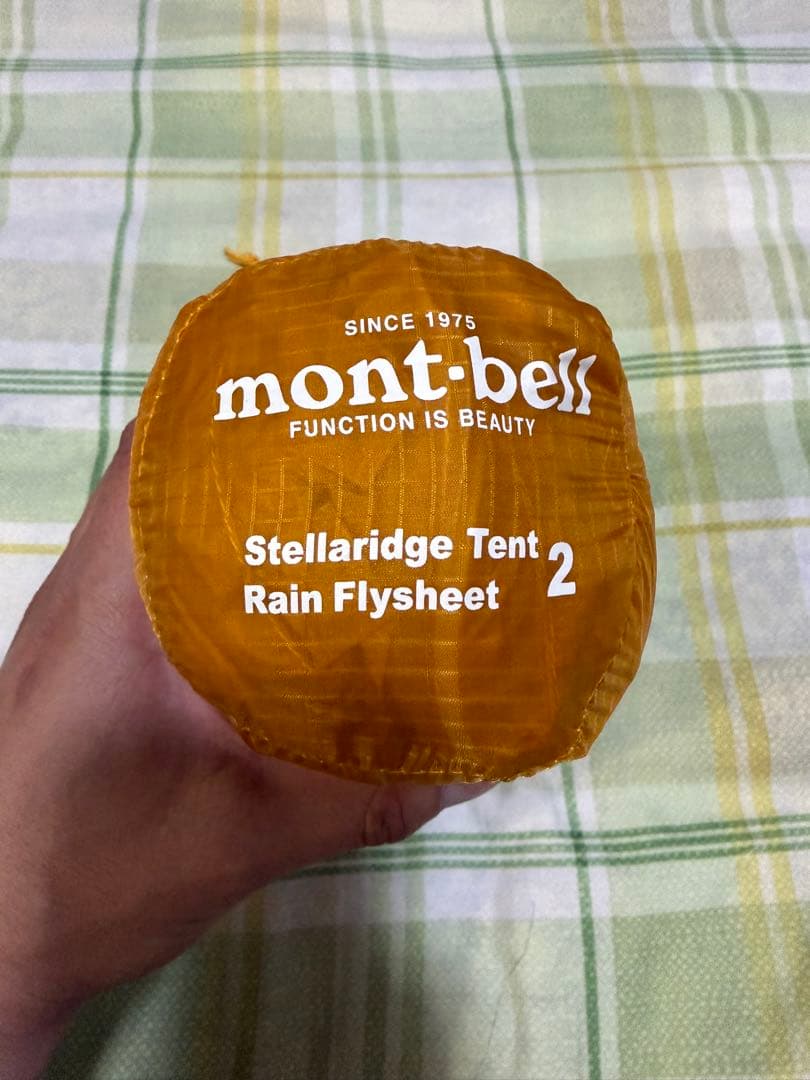 SINCE 1975
mont-bell
FUNCTION IS BEAUTY
Stellaridge Tent 2
Rain Flysheet